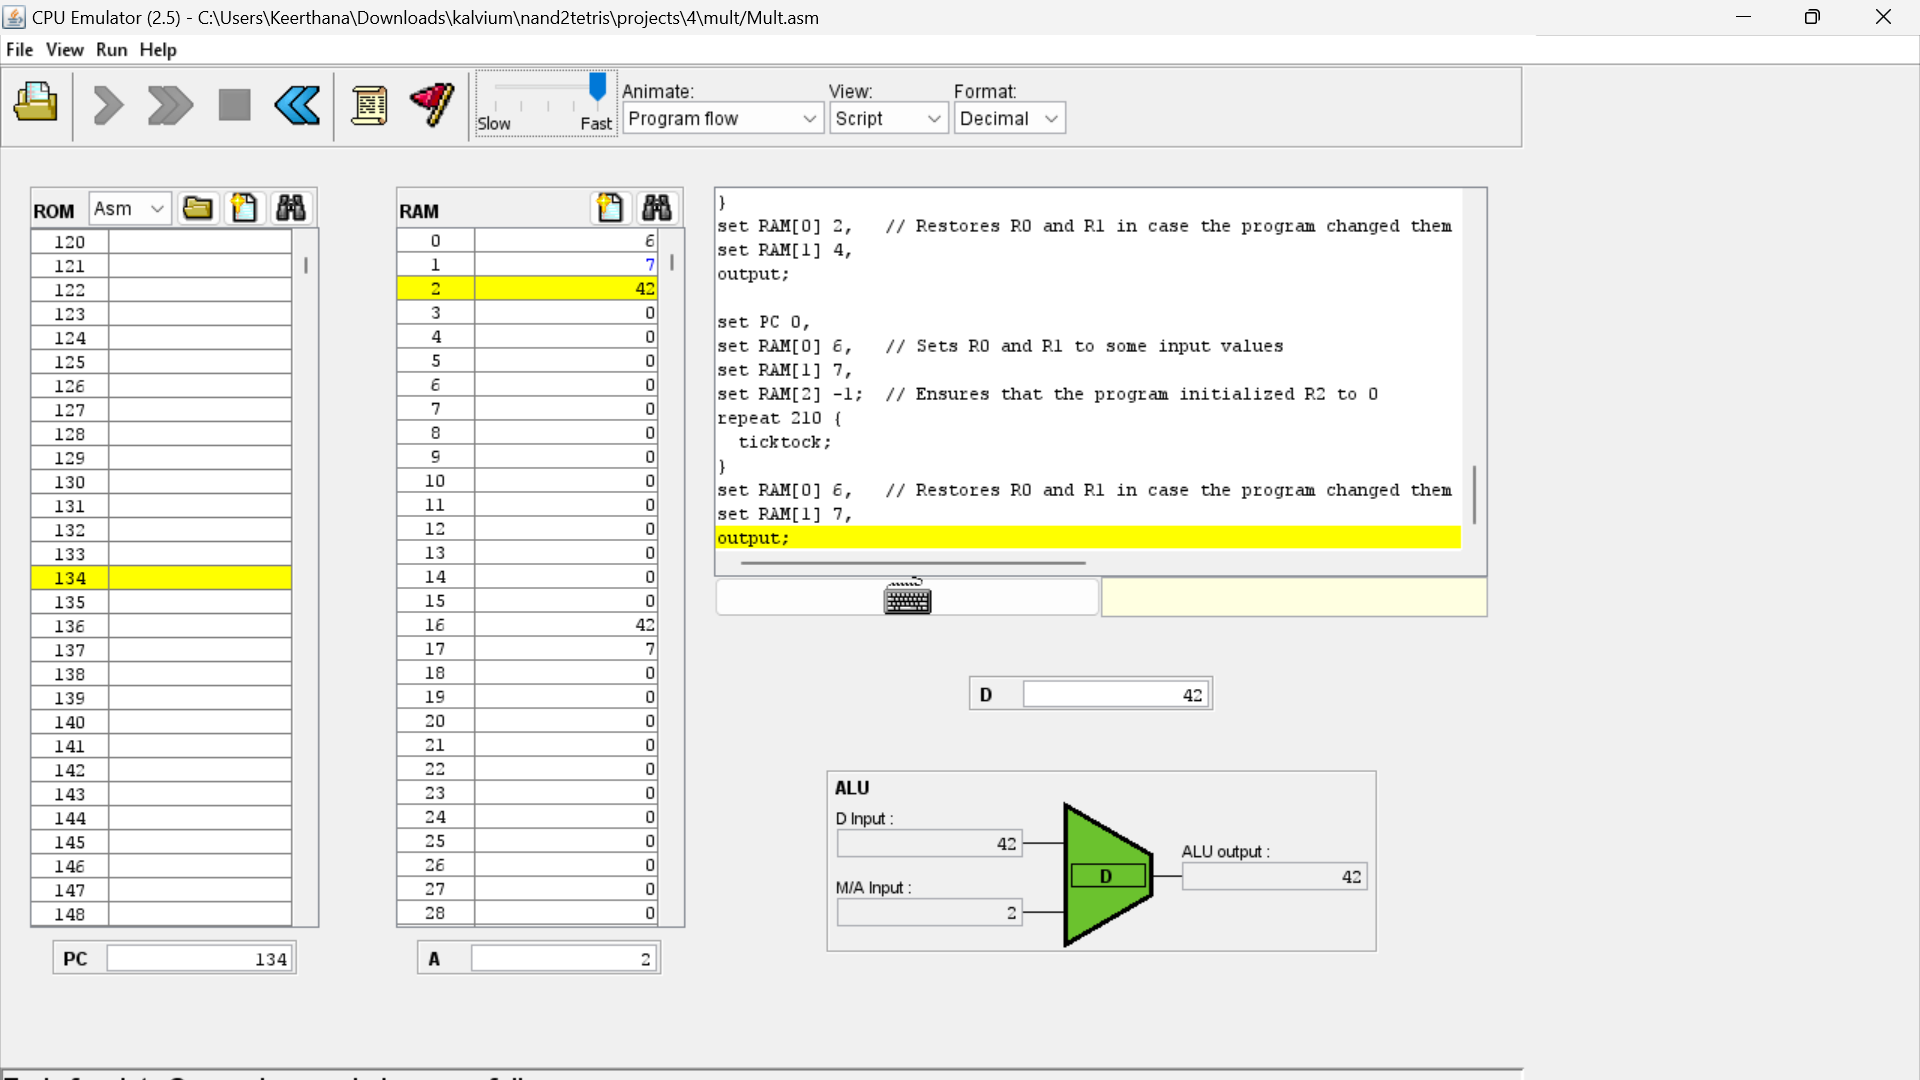 CPU Emulator (2.5) - C:\Users\Keerthana\Downloads\kalvium\nand2tetris\projects\4\mult/Mult.asm
File View Run Help
Slow Fast
Animate:
Program flow
View:
Script
Format:
Decimal
ROM Asm
120
121
122
123
124
125
126
127
128
129
130
131
132
133
134
135
136
137
138
139
140
141
142
143
144
145
146
147
148
PC 134
RAM
0 6
1 7
2 42
3 0
4 0
5 0
6 0
7 0
8 0
9 0
10 0
11 0
12 0
13 0
14 0
15 0
16 42
17 7
18 0
19 0
20 0
21 0
22 0
23 0
24 0
25 0
26 0
27 0
28 0
A 2
}
set RAM[0] 2, // Restores R0 and R1 in case the program changed them
set RAM[1] 4,
output;
set PC 0,
set RAM[0] 6, // Sets R0 and R1 to some input values
set RAM[1] 7,
set RAM[2] -1; // Ensures that the program initialized R2 to 0
repeat 210 {
ticktock;
}
set RAM[0] 6, // Restores R0 and R1 in case the program changed them
set RAM[1] 7,
output;
D 42
ALU
D Input :
42
M/A Input :
2
D
ALU output :
42